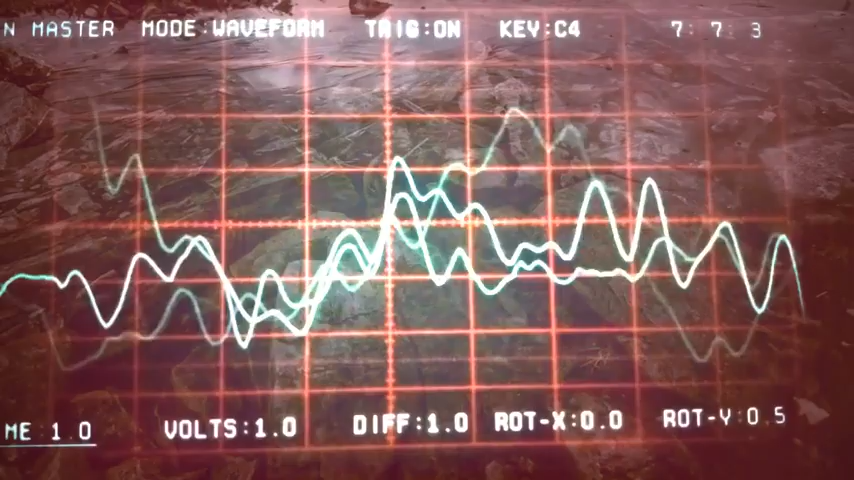 N MASTER MODE:WAVEFORM TRIG:ON KEY:C4 7: 7: 3
ME:1.0 VOLTS:1.0 DIFF:1.0 ROT-X:0.0 ROT-Y:0.5